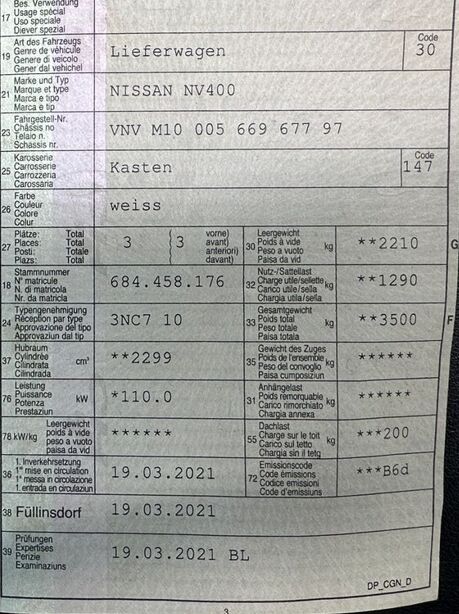 Bes. Verwendung
17 Usage spécial
Uso speciale
Diever spezial
19 Art des Fahrzeugs
Genre de véhicule
Genere di veicolo
Gener dal vehichel
Lieferwagen
Code
30
21 Marke und Typ
Marque et type
Marca e tipo
Marca e tip
NISSAN NV400
23 Fahrgestell-Nr.
Châssis no
Telaio n.
Schassis nr.
VNV M10 005 669 677 97
25 Karosserie
Carrosserie
Carrozzeria
Carossaria
Kasten
Code
147
26 Farbe
Couleur
Colore
Colur
weiss
27 Plätze: Total
Places: Total
Posti: Totale
Plazs: Total
3 (3 vorne)
avant)
anteriori)
davant)
30 Leergewicht
Poids à vide
Peso a vuoto
Paisa da vid
kg **2210
G
18 Stammnummer
N° matricule
N. di matricola
Nr. da matricla
684.458.176
32 Nutz-/Sattellast
Charge utile/sellette
Carico utile/sella
Chargia utila/sella
kg **1290
24 Typengenehmigung
Réception par type
Approvazione del tipo
Approvaziun dal tip
3NC7 10
33 Gesamtgewicht
Poids total
Peso totale
Paisa totala
kg **3500
F
37 Hubraum
Cylindrée
Cilindrata
Cilindrada
cm³ **2299
35 Gewicht des Zuges
Poids de l'ensemble
Peso del convoglio
Paisa cumposiziun
kg ******
76 Leistung
Puissance
Potenza
Prestaziun
kW *110.0
31 Anhängelast
Poids remorquable
Carico rimorchiato
Chargia annexa
kg ******
78 kW/kg Leergewicht
poids à vide
peso a vuoto
paisa da vid
******
55 Dachlast
Charge sur le toit
Carico sul tetto
Chargia sin il tetg
kg ***200
36 1. Inverkehrsetzung
1re mise en circulation
1a messa in circolazione
1. entrada en circulaziun
19.03.2021
72 Emissionscode
Code émissions
Codice emissioni
Code d'emissiuns
***B6d
38 Füllinsdorf 19.03.2021
39 Prüfungen
Expertises
Perizie
Examinaziuns
19.03.2021 BL
DP_CGN_D
3